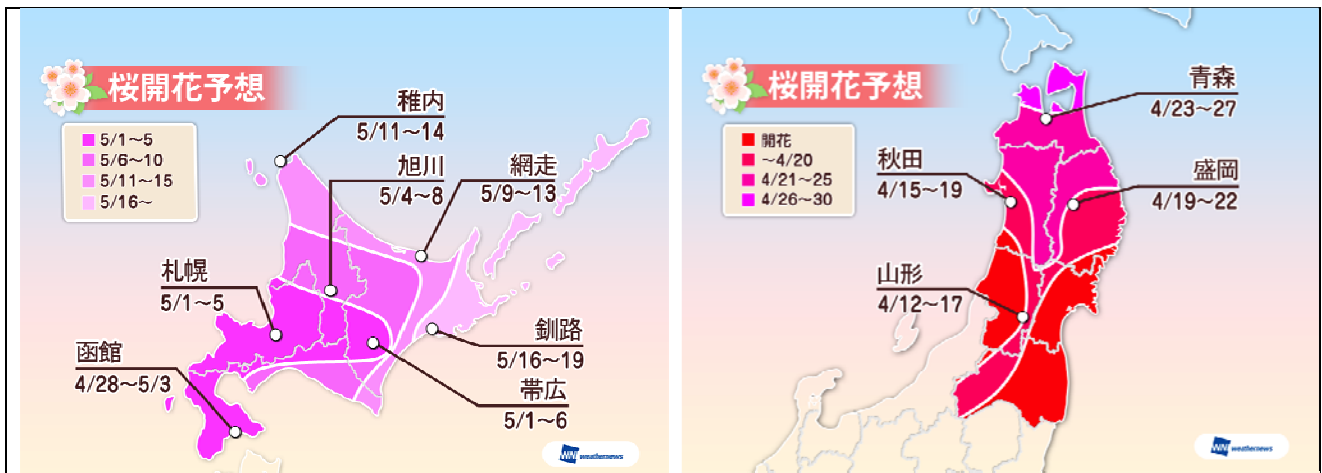 桜開花予想
5/1～5
5/6～10
5/11～15
5/16～
稚内
5/11～14
旭川
5/4～8
網走
5/9～13
札幌
5/1～5
函館
4/28～5/3
釧路
5/16～19
帯広
5/1～6
WNI weathernews
桜開花予想
開花
～4/20
4/21～25
4/26～30
青森
4/23～27
秋田
4/15～19
盛岡
4/19～22
山形
4/12～17
WNI weathernews